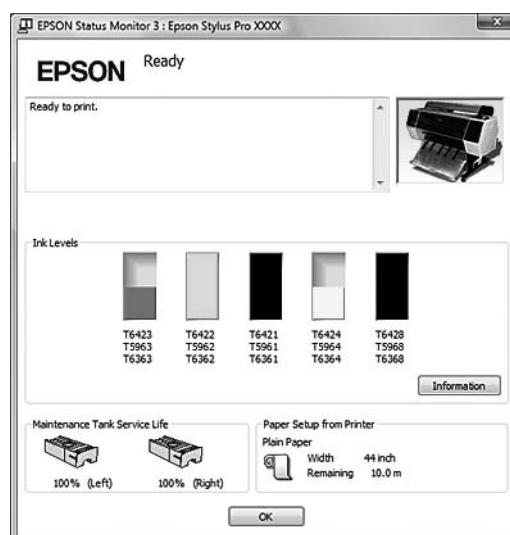 EPSON Status Monitor 3 : Epson Stylus Pro XXXX
EPSON
Ready
Ready to print.
Ink Levels
T6423 T6422 T6421 T6424 T6428
T5963 T5962 T5961 T5964 T5968
T6363 T6362 T6361 T6364 T6368
Information
Maintenance Tank Service Life
100% (Left) 100% (Right)
Paper Setup from Printer
Plain Paper
Width 44 inch
Remaining 10.0 m
OK